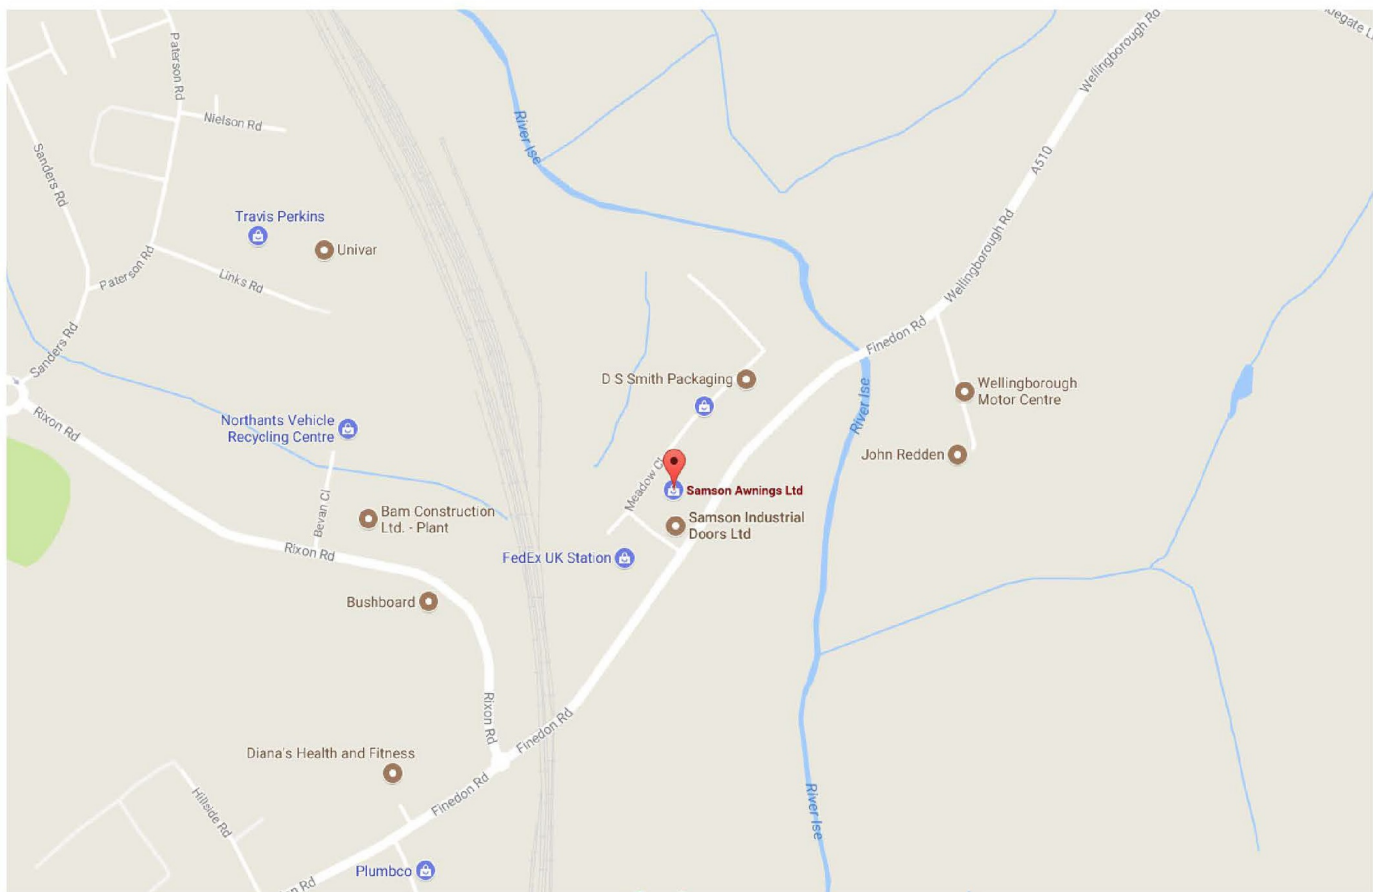 Wellingborough Rd
Paterson Rd
Nielson Rd
River Ise
A510
Sanders Rd
Travis Perkins
Univar
Paterson Rd
Links Rd
Wellingborough Rd
Sanders Rd
Finedon Rd
D S Smith Packaging
Wellingborough
Motor Centre
River Ise
Rixon Rd
Northants Vehicle
Recycling Centre
John Redden
Meadow Cl
Samson Awnings Ltd
Bevan Cl
Bam Construction
Ltd. - Plant
Samson Industrial
Doors Ltd
Rixon Rd
FedEx UK Station
Bushboard
Rixon Rd
Finedon Rd
Diana's Health and Fitness
Finedon Rd
Hillside Rd
River Ise
Plumbco
Rd